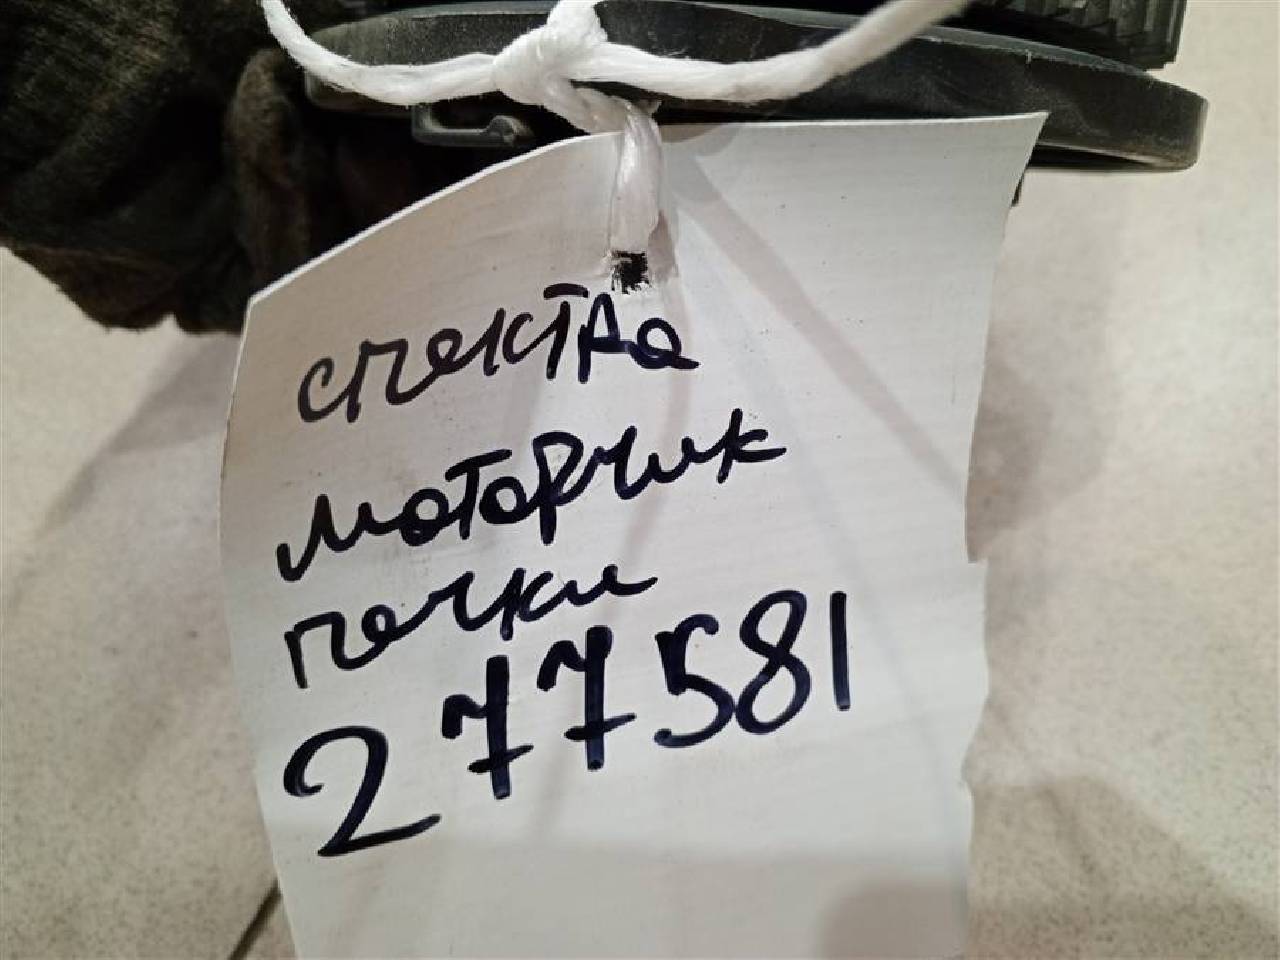 спектра
моторчик
печки
277581